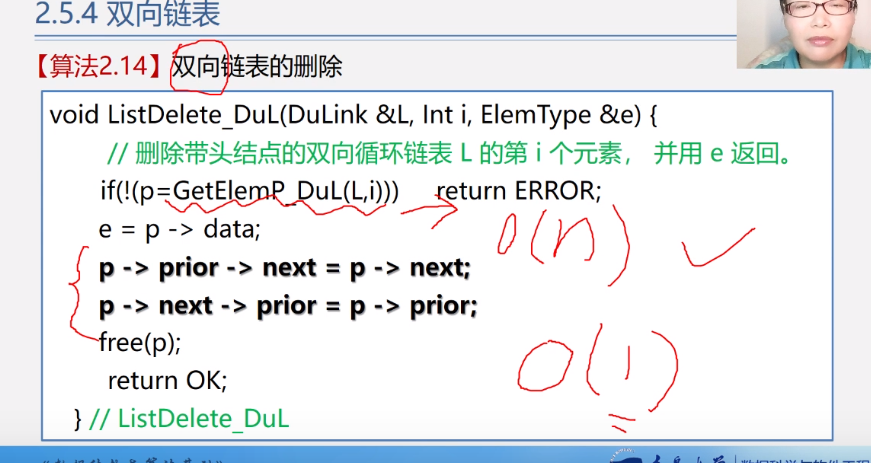 2.5.4 双向链表
【算法2.14】双向链表的删除
void ListDelete_DuL(DuLink &L, Int i, ElemType &e) {
// 删除带头结点的双向循环链表 L 的第 i 个元素， 并用 e 返回。
if(!(p=GetElemP_DuL(L,i))) return ERROR;
e = p -> data;
O(n)
p -> prior -> next = p -> next;
p -> next -> prior = p -> prior;
free(p);
O(1)
return OK;
} // ListDelete_DuL